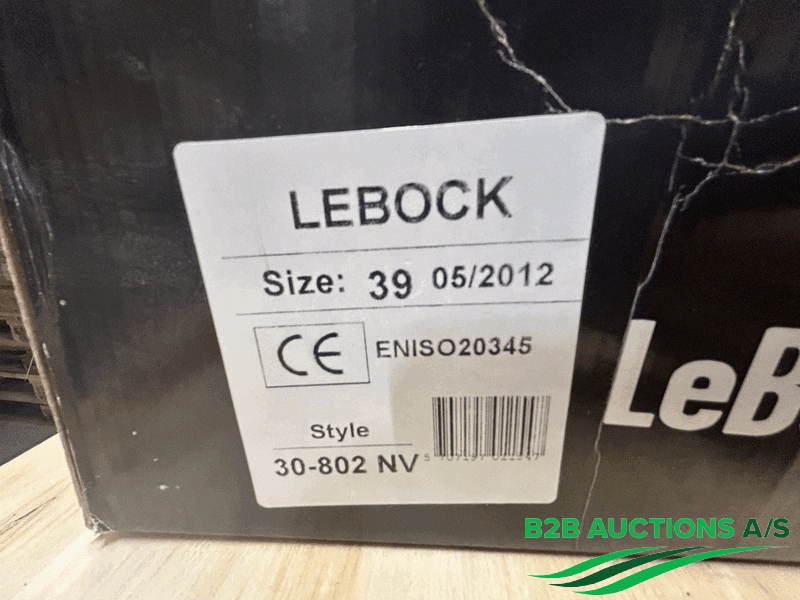 LEBOCK
Size: 39 05/2012
CE ENISO20345
Style
30-802 NV
LeB
B2B AUCTIONS A/S